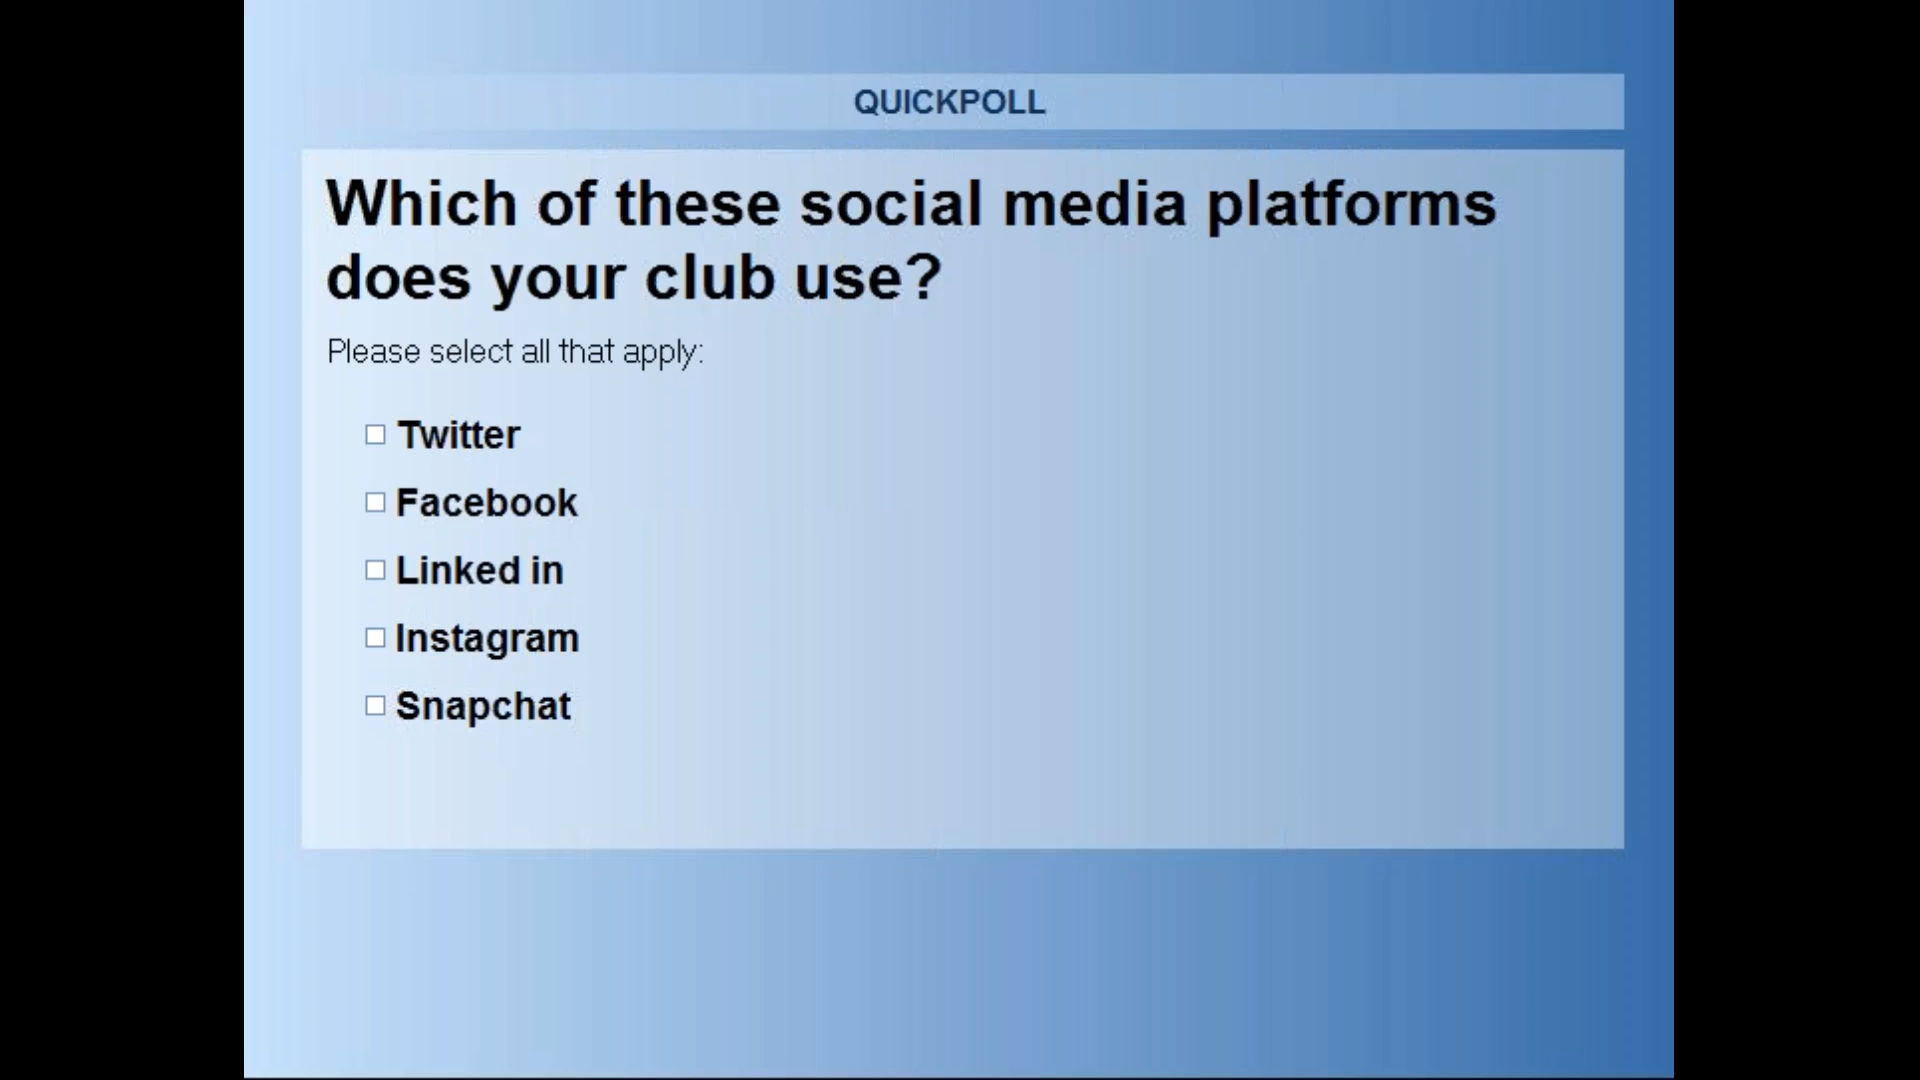 QUICKPOLL
Which of these social media platforms
does your club use?
Please select all that apply:
Twitter
Facebook
Linked in
Instagram
Snapchat